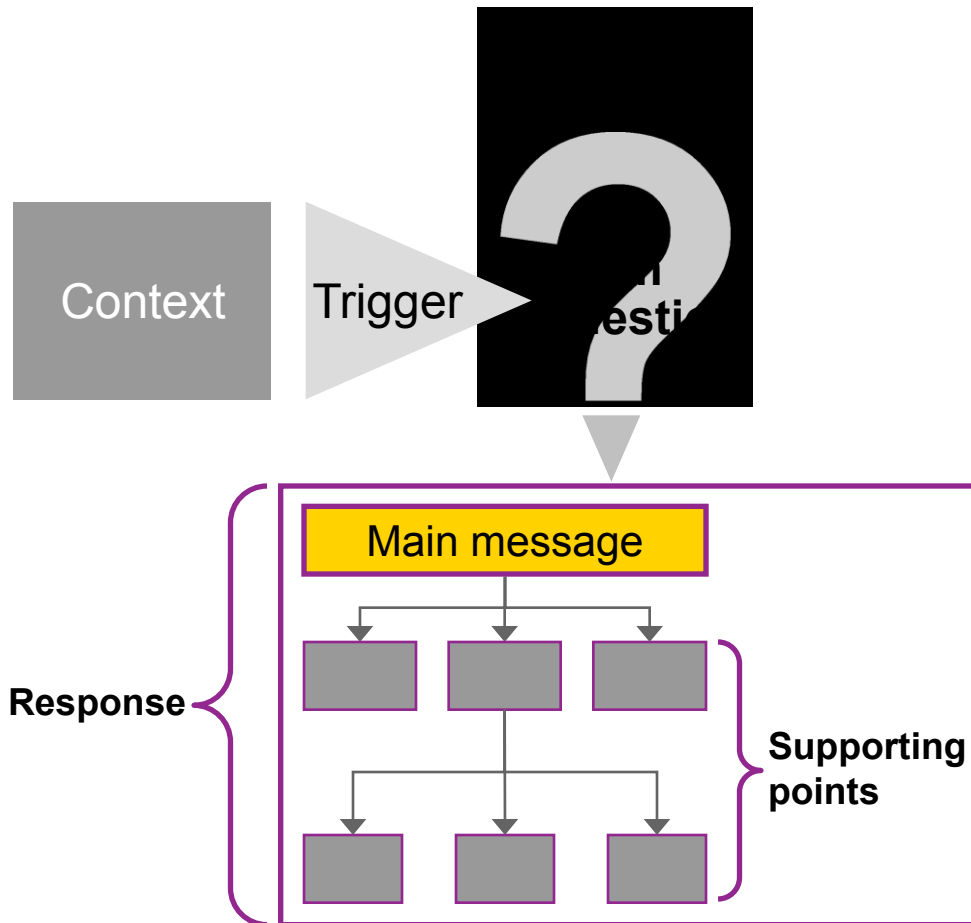 Context
Trigger
Main message
Response
Supporting
points